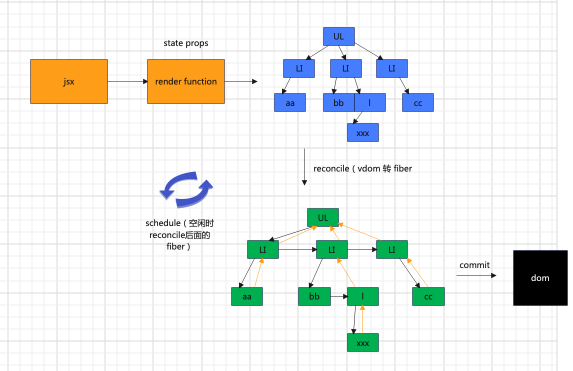 state props
jsx
render function
UL
LI
LI
LI
aa
bb
l
cc
xxx
reconcile（vdom 转 fiber
schedule（空闲时
reconcile后面的
fiber）
UL
LI
LI
LI
aa
bb
l
cc
xxx
commit
dom